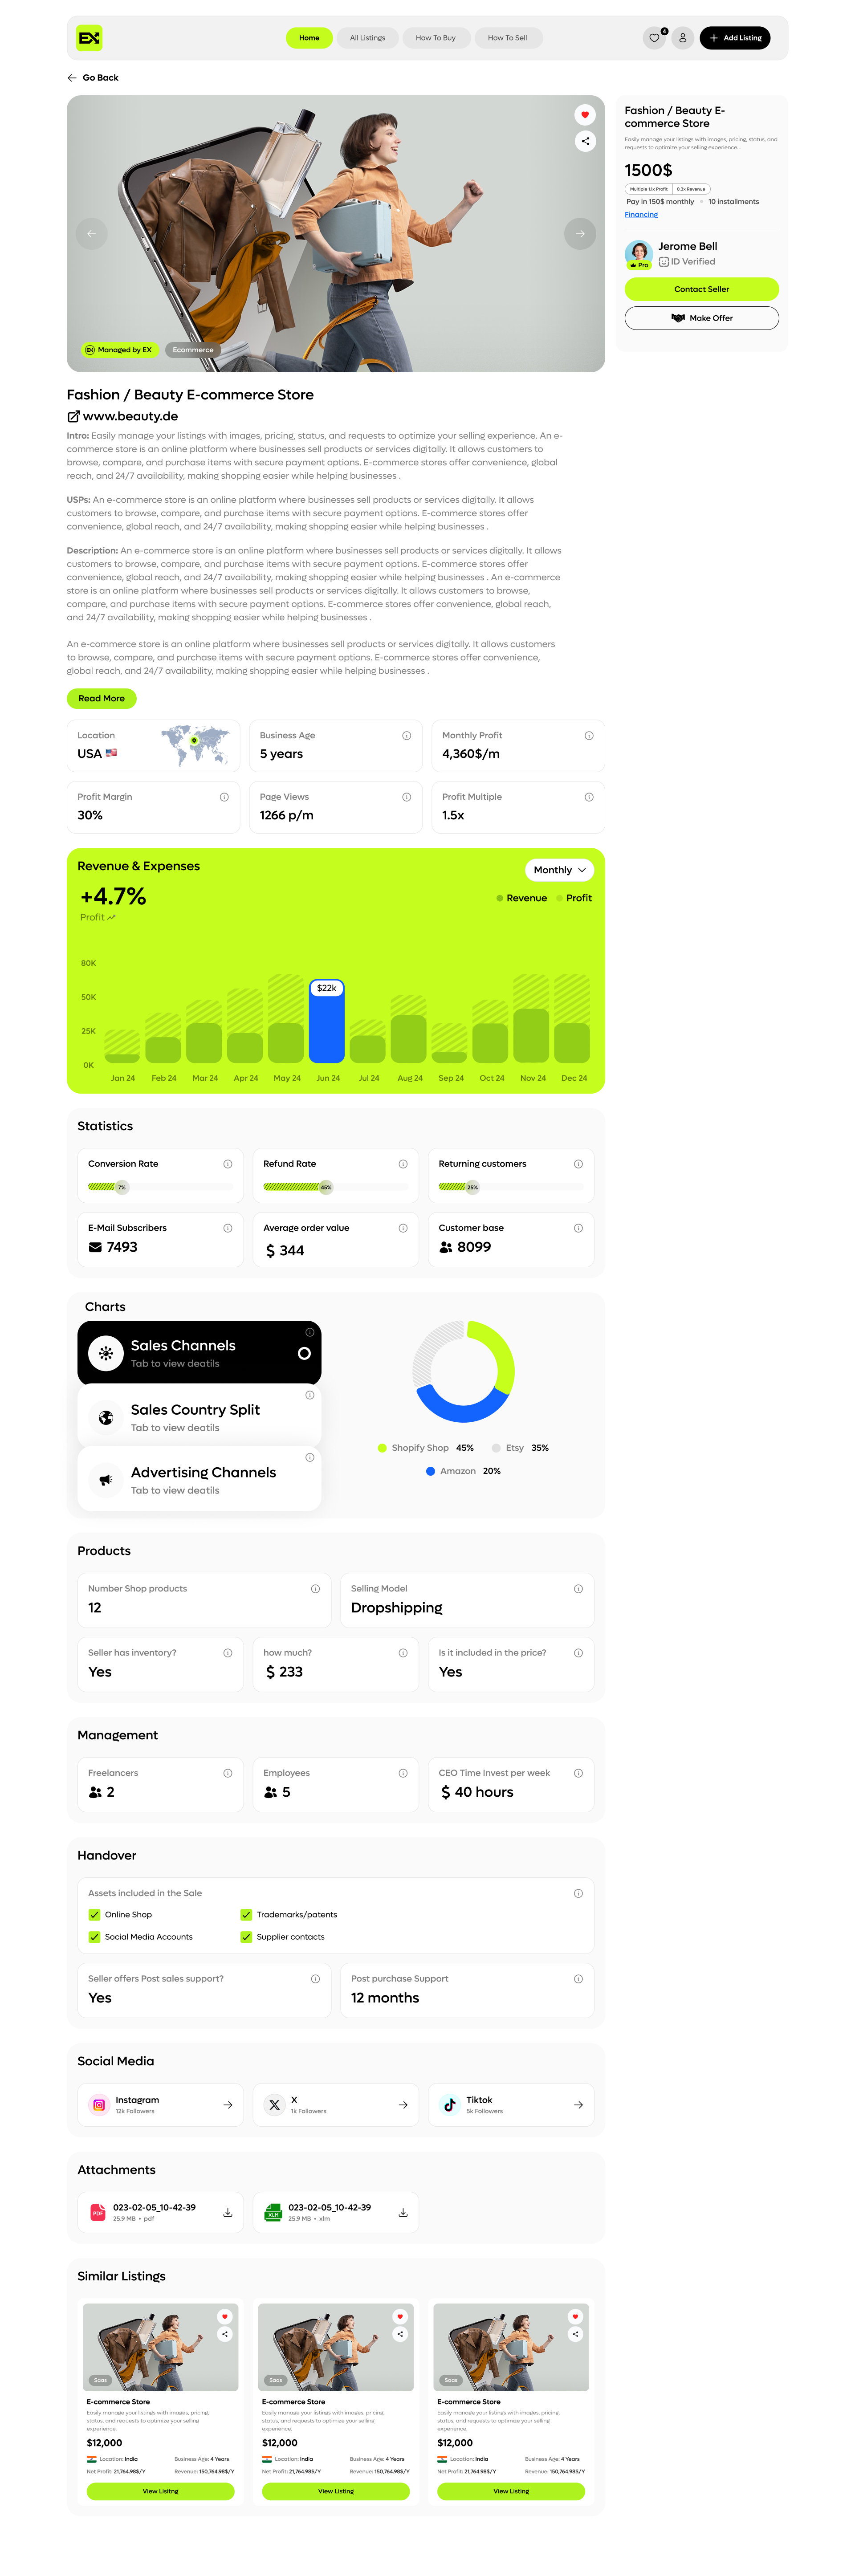 EX
Home
All Listings
How To Buy
How To Sell
4
Add Listing
Go Back
Managed by EX
Ecommerce
Fashion / Beauty E-
commerce Store
Easily manage your listings with images, pricing, status, and
requests to optimize your selling experience...
1500$
Multiple 1.1x Profit
0.3x Revenue
Pay in 150$ monthly
10 installments
Financing
Jerome Bell
Pro
ID Verified
Contact Seller
Make Offer
Fashion / Beauty E-commerce Store
www.beauty.de
Intro: Easily manage your listings with images, pricing, status, and requests to optimize your selling experience. An e-
commerce store is an online platform where businesses sell products or services digitally. It allows customers to
browse, compare, and purchase items with secure payment options. E-commerce stores offer convenience, global
reach, and 24/7 availability, making shopping easier while helping businesses .
USPs: An e-commerce store is an online platform where businesses sell products or services digitally. It allows
customers to browse, compare, and purchase items with secure payment options. E-commerce stores offer
convenience, global reach, and 24/7 availability, making shopping easier while helping businesses .
Description: An e-commerce store is an online platform where businesses sell products or services digitally. It allows
customers to browse, compare, and purchase items with secure payment options. E-commerce stores offer
convenience, global reach, and 24/7 availability, making shopping easier while helping businesses . An e-commerce
store is an online platform where businesses sell products or services digitally. It allows customers to browse,
compare, and purchase items with secure payment options. E-commerce stores offer convenience, global reach,
and 24/7 availability, making shopping easier while helping businesses .
An e-commerce store is an online platform where businesses sell products or services digitally. It allows customers
to browse, compare, and purchase items with secure payment options. E-commerce stores offer convenience,
global reach, and 24/7 availability, making shopping easier while helping businesses .
Read More
Location
USA
Business Age
5 years
Monthly Profit
4,360$/m
Profit Margin
30%
Page Views
1266 p/m
Profit Multiple
1.5x
Revenue & Expenses
Monthly
+4.7%
Profit
Revenue
Profit
80K
50K
25K
0K
$22k
Jan 24
Feb 24
Mar 24
Apr 24
May 24
Jun 24
Jul 24
Aug 24
Sep 24
Oct 24
Nov 24
Dec 24
Statistics
Conversion Rate
7%
Refund Rate
45%
Returning customers
25%
E-Mail Subscribers
7493
Average order value
$ 344
Customer base
8099
Charts
Sales Channels
Tab to view deatils
Sales Country Split
Tab to view deatils
Advertising Channels
Tab to view deatils
Shopify Shop 45%
Etsy 35%
Amazon 20%
Products
Number Shop products
12
Selling Model
Dropshipping
Seller has inventory?
Yes
how much?
$ 233
Is it included in the price?
Yes
Management
Freelancers
2
Employees
5
CEO Time Invest per week
$ 40 hours
Handover
Assets included in the Sale
Online Shop
Trademarks/patents
Social Media Accounts
Supplier contacts
Seller offers Post sales support?
Yes
Post purchase Support
12 months
Social Media
Instagram
12k Followers
X
1k Followers
Tiktok
5k Followers
Attachments
PDF
023-02-05_10-42-39
25.9 MB • pdf
XLM
023-02-05_10-42-39
25.9 MB • xlm
Similar Listings
Saas
E-commerce Store
Easily manage your listings with images, pricing,
status, and requests to optimize your selling
experience.
$12,000
Location: India
Business Age: 4 Years
Net Profit: 21,764.98$/Y
Revenue: 150,764.98$/Y
View Lisitng
Saas
E-commerce Store
Easily manage your listings with images, pricing,
status, and requests to optimize your selling
experience.
$12,000
Location: India
Business Age: 4 Years
Net Profit: 21,764.98$/Y
Revenue: 150,764.98$/Y
View Listing
Saas
E-commerce Store
Easily manage your listings with images, pricing,
status, and requests to optimize your selling
experience.
$12,000
Location: India
Business Age: 4 Years
Net Profit: 21,764.98$/Y
Revenue: 150,764.98$/Y
View Listing